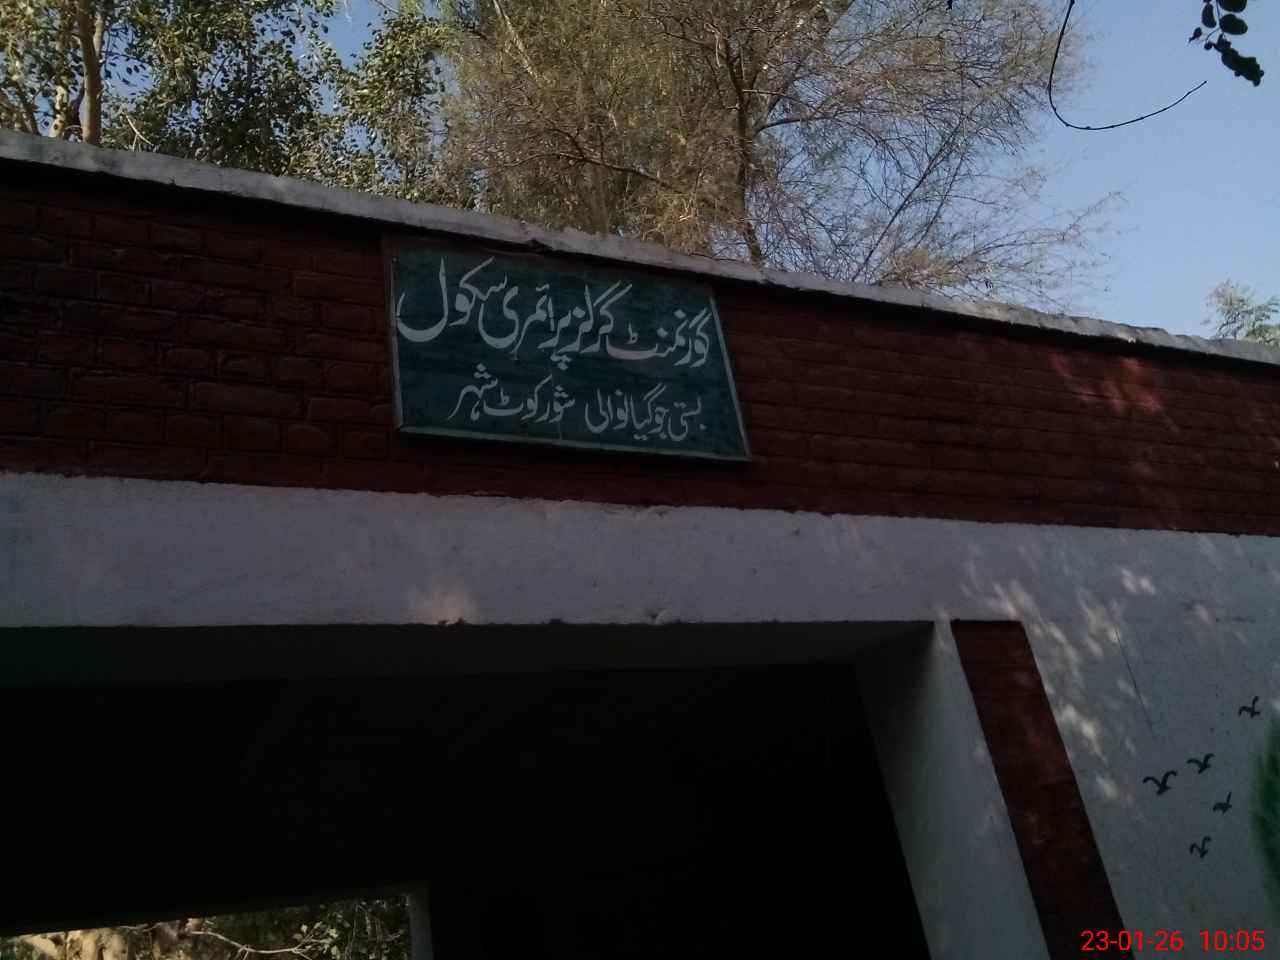 گورنمنٹ گرلز پرائمری سکول
بستی جوگیانوالی شورکوٹ شہر
23-01-26 10:05